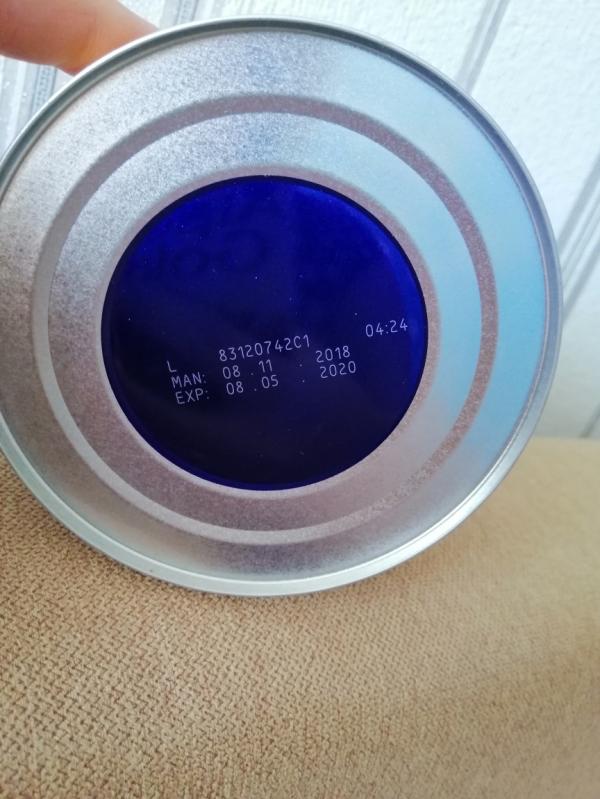 L 83120742C1 04:24
MAN: 08 . 11 . 2018
EXP: 08 . 05 . 2020